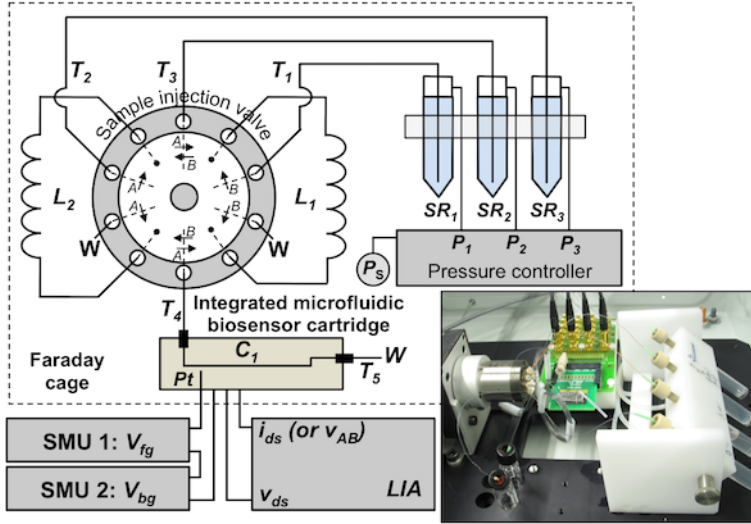 T2
T3
T1
Sample injection valve
A
B
A
B
A
B
A
B
A
B
A
B
L2
L1
W
W
SR1
SR2
SR3
P1
P2
P3
PS
Pressure controller
T4
Integrated microfluidic
biosensor cartridge
C1
W
T5
Pt
Faraday
cage
SMU 1: Vfg
SMU 2: Vbg
ids (or vAB)
vds
LIA